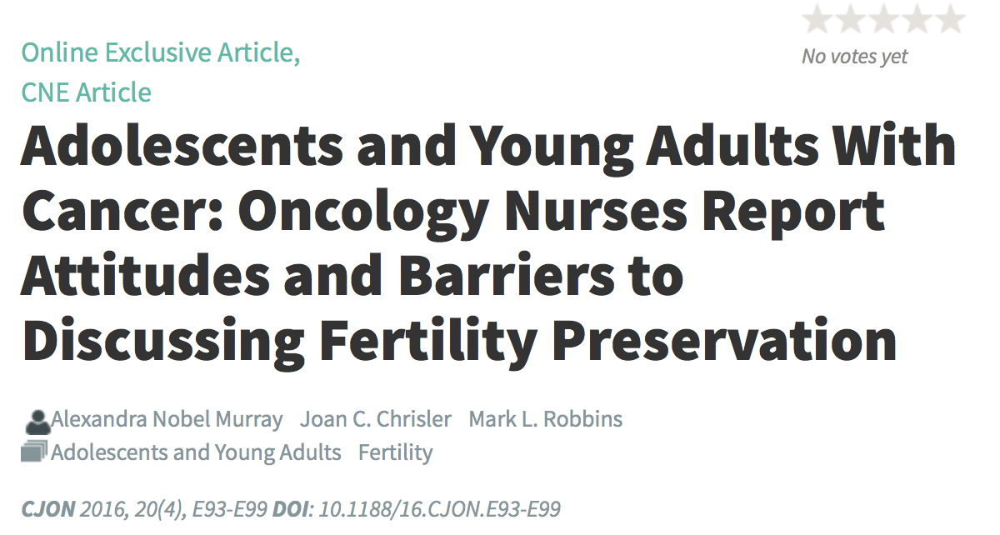 Online Exclusive Article,
CNE Article
No votes yet
Adolescents and Young Adults With
Cancer: Oncology Nurses Report
Attitudes and Barriers to
Discussing Fertility Preservation
Alexandra Nobel Murray Joan C. Chrisler Mark L. Robbins
Adolescents and Young Adults Fertility
CJON 2016, 20(4), E93-E99 DOI: 10.1188/16.CJON.E93-E99